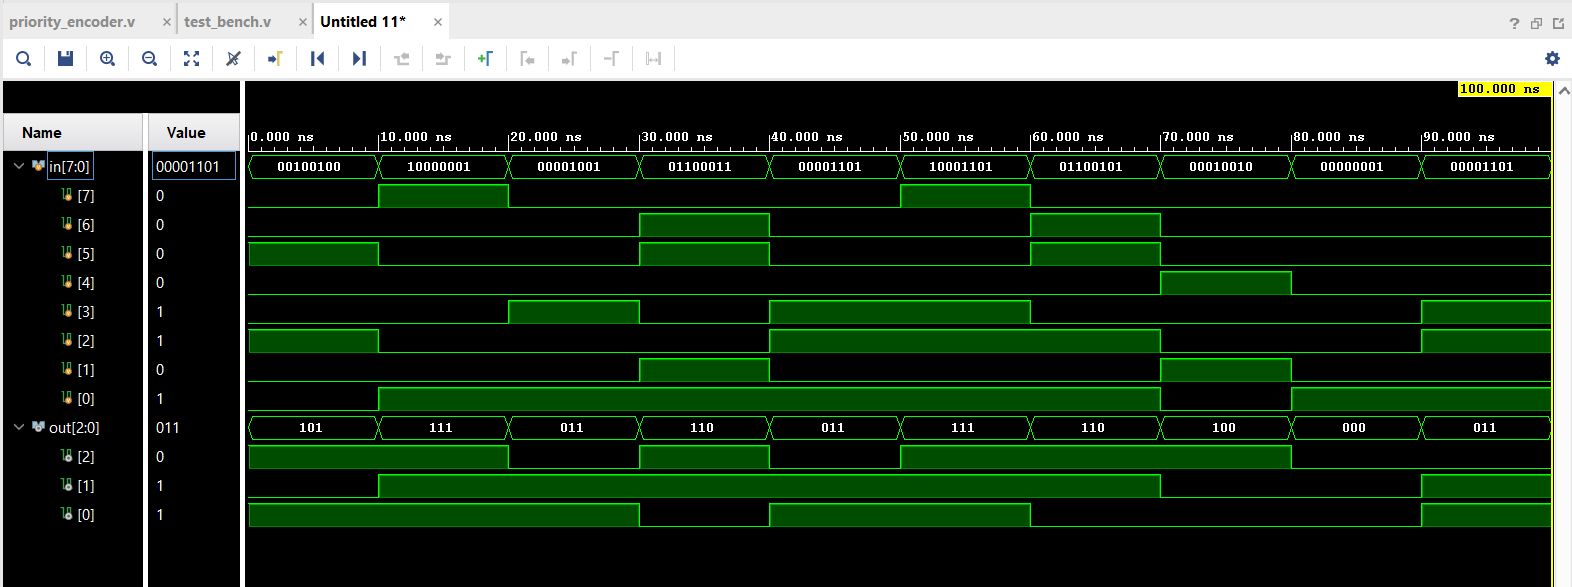 priority_encoder.v × test_bench.v × Untitled 11* ×
?
100.000 ns
Name Value
0.000 ns 10.000 ns 20.000 ns 30.000 ns 40.000 ns 50.000 ns 60.000 ns 70.000 ns 80.000 ns 90.000 ns
in[7:0] 00001101 00100100 10000001 00001001 01100011 00001101 10001101 01100101 00010010 00000001 00001101
[7] 0
[6] 0
[5] 0
[4] 0
[3] 1
[2] 1
[1] 0
[0] 1
out[2:0] 011 101 111 011 110 011 111 110 100 000 011
[2] 0
[1] 1
[0] 1